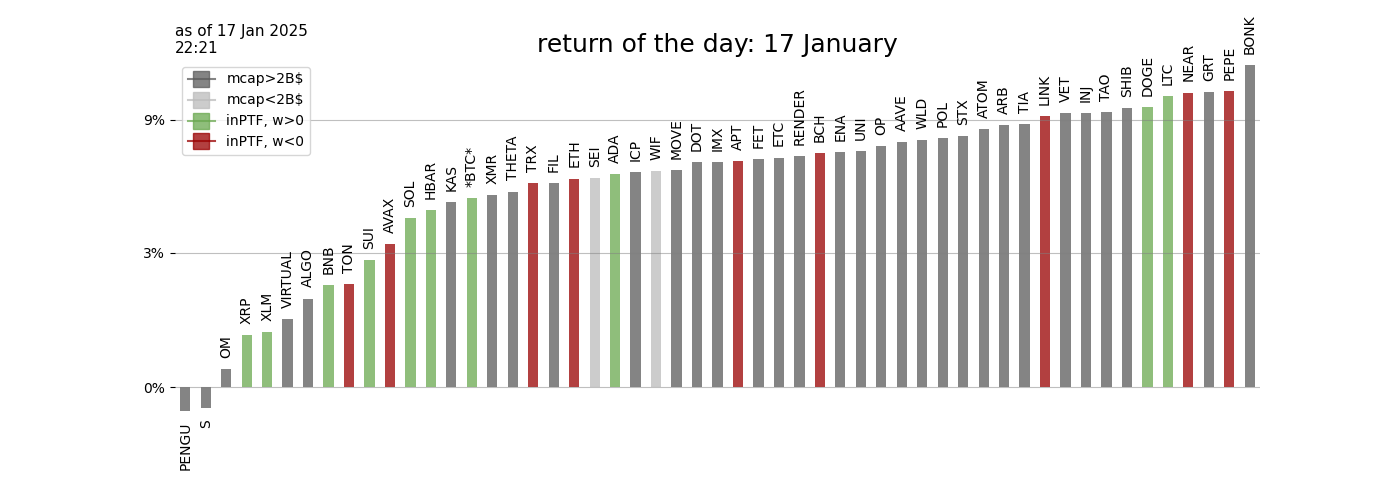 as of 17 Jan 2025
22:21
return of the day: 17 January
mcap>2B$
mcap<2B$
inPTF, w>0
inPTF, w<0
9%
3%
0%
PENGU
S
OM
XRP
XLM
VIRTUAL
ALGO
BNB
TON
SUI
AVAX
SOL
HBAR
KAS
*BTC*
XMR
THETA
TRX
FIL
ETH
SEI
ADA
ICP
WIF
MOVE
DOT
IMX
APT
FET
ETC
RENDER
BCH
ENA
UNI
OP
AAVE
WLD
POL
STX
ATOM
ARB
TIA
LINK
VET
INJ
TAO
SHIB
DOGE
LTC
NEAR
GRT
PEPE
BONK